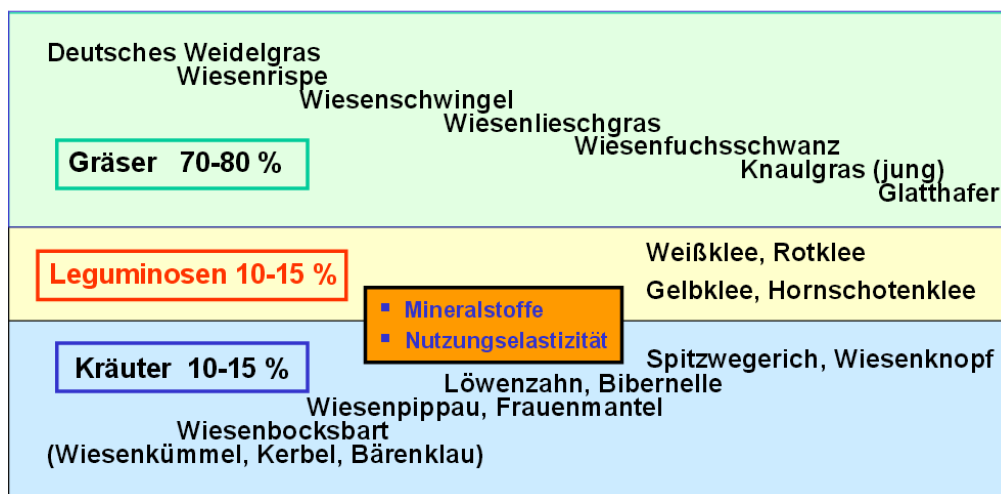 Deutsches Weidelgras
Wiesenrispe
Wiesenschwingel
Wiesenlieschgras
Wiesenfuchsschwanz
Knaulgras (jung)
Glatthafer
Gräser 70-80 %
Weißklee, Rotklee
Gelbklee, Hornschotenklee
Leguminosen 10-15 %
▪ Mineralstoffe
▪ Nutzungselastizität
Kräuter 10-15 %
Spitzwegerich, Wiesenknopf
Löwenzahn, Bibernelle
Wiesenpippau, Frauenmantel
Wiesenbocksbart
(Wiesenkümmel, Kerbel, Bärenklau)